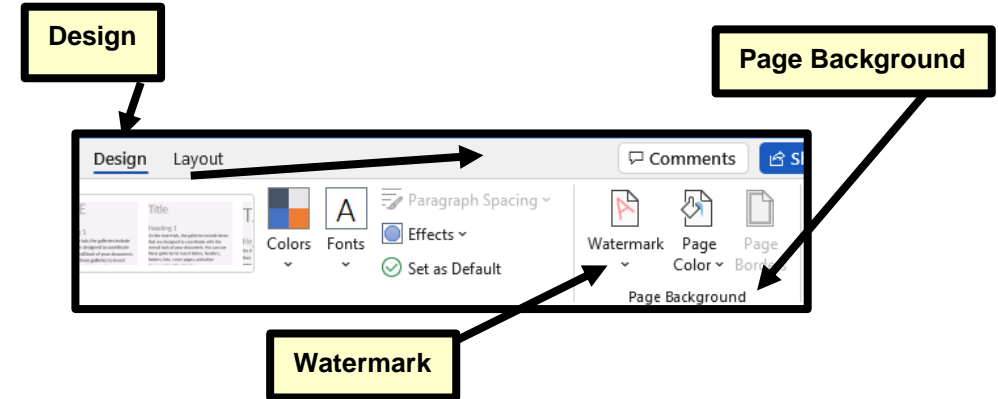 Design
Page Background
Design Layout
Comments
Title
Heading 1
A
Colors Fonts
Paragraph Spacing
Effects
Set as Default
Watermark Page Color Page
Page Background
Watermark